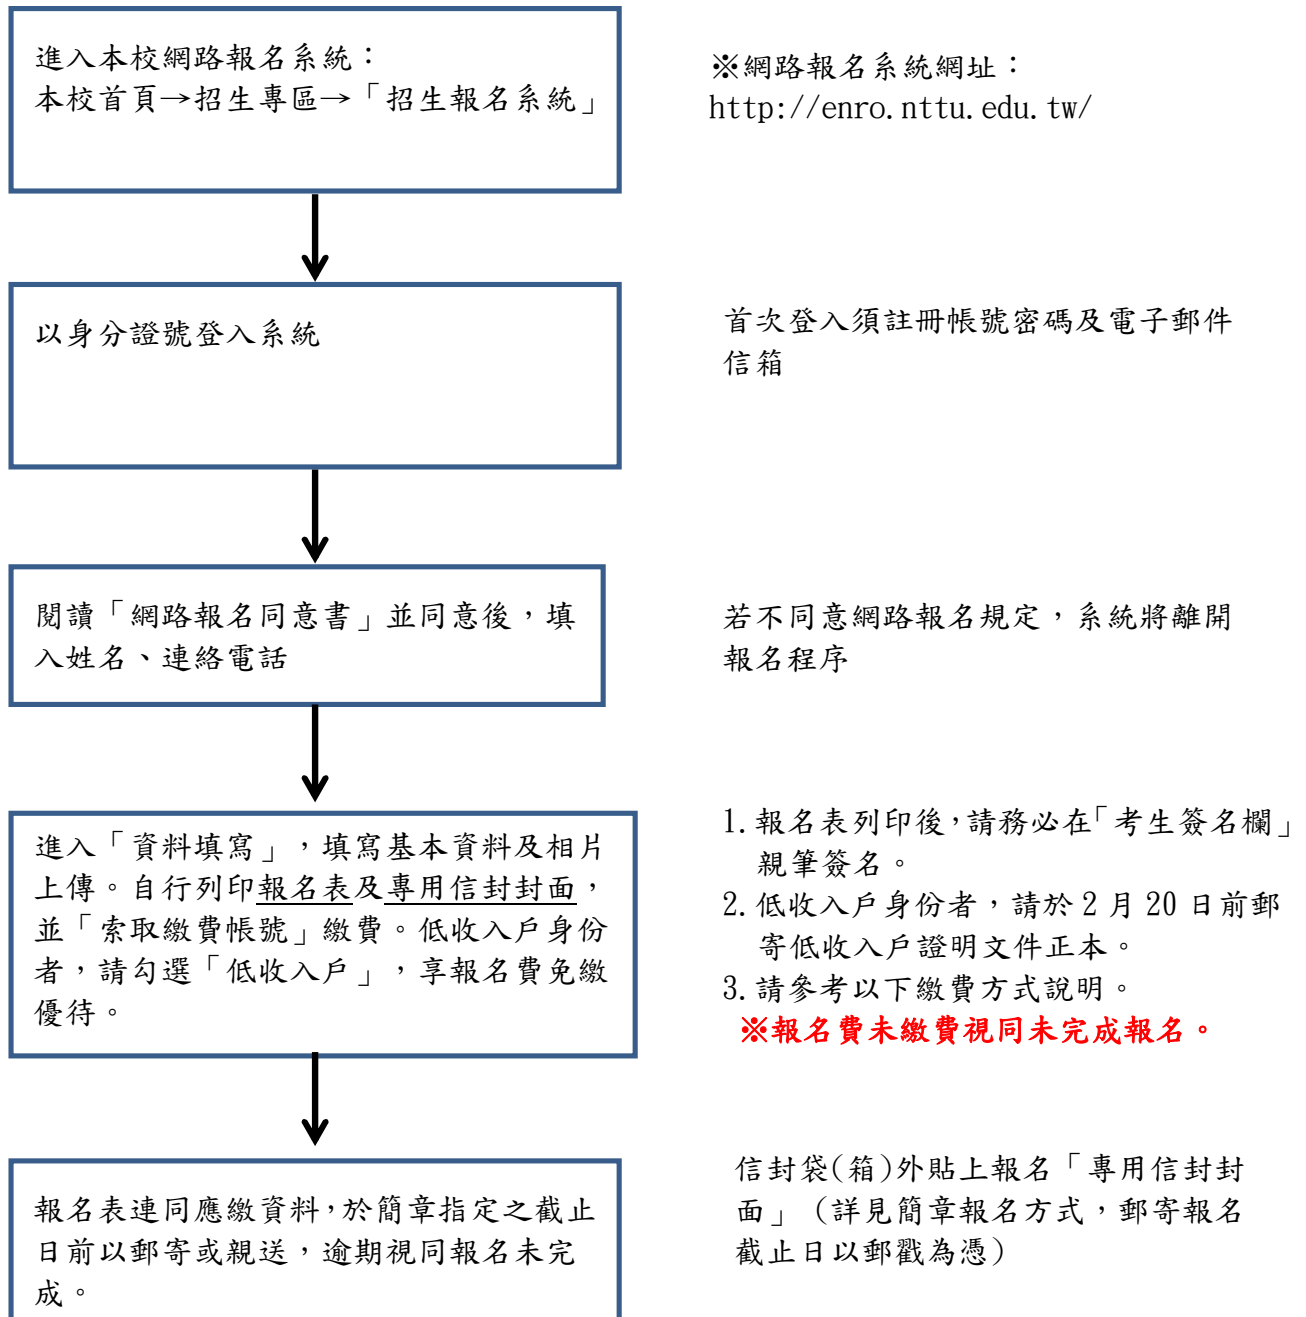 進入本校網路報名系統：
本校首頁→招生專區→「招生報名系統」
※網路報名系統網址：
http://enro.nttu.edu.tw/
以身分證號登入系統
首次登入須註冊帳號密碼及電子郵件
信箱
閱讀「網路報名同意書」並同意後，填
入姓名、連絡電話
若不同意網路報名規定，系統將離開
報名程序
進入「資料填寫」，填寫基本資料及相片
上傳。自行列印報名表及專用信封封面，
並「索取繳費帳號」繳費。低收入戶身份
者，請勾選「低收入戶」，享報名費免繳
優待。
1.報名表列印後，請務必在「考生簽名欄」
親筆簽名。
2.低收入戶身份者，請於 2 月 20 日前郵
寄低收入戶證明文件正本。
3.請參考以下繳費方式說明。
※報名費未繳費視同未完成報名。
報名表連同應繳資料，於簡章指定之截止
日前以郵寄或親送，逾期視同報名未完
成。
信封袋(箱)外貼上報名「專用信封封
面」（詳見簡章報名方式，郵寄報名
截止日以郵戳為憑）